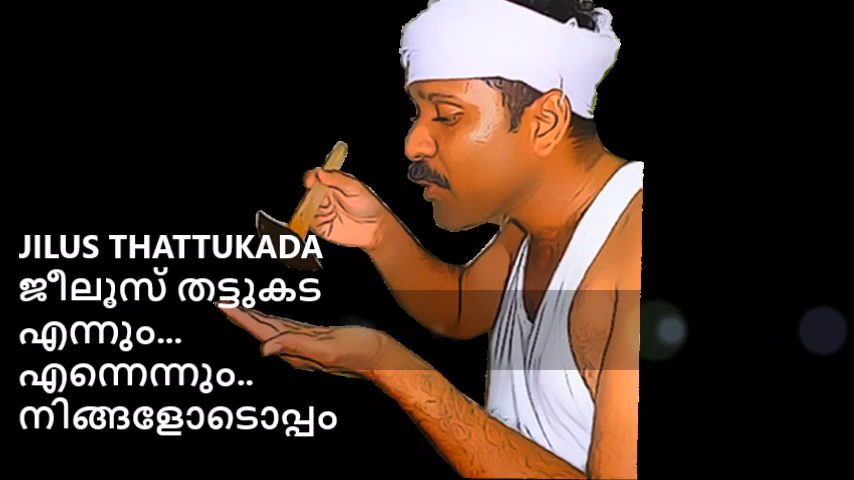 JILUS THATTUKADA
ജീലൂസ് തട്ടുകട
എന്നും...
എന്നെന്നും..
നിങ്ങളോടൊപ്പം